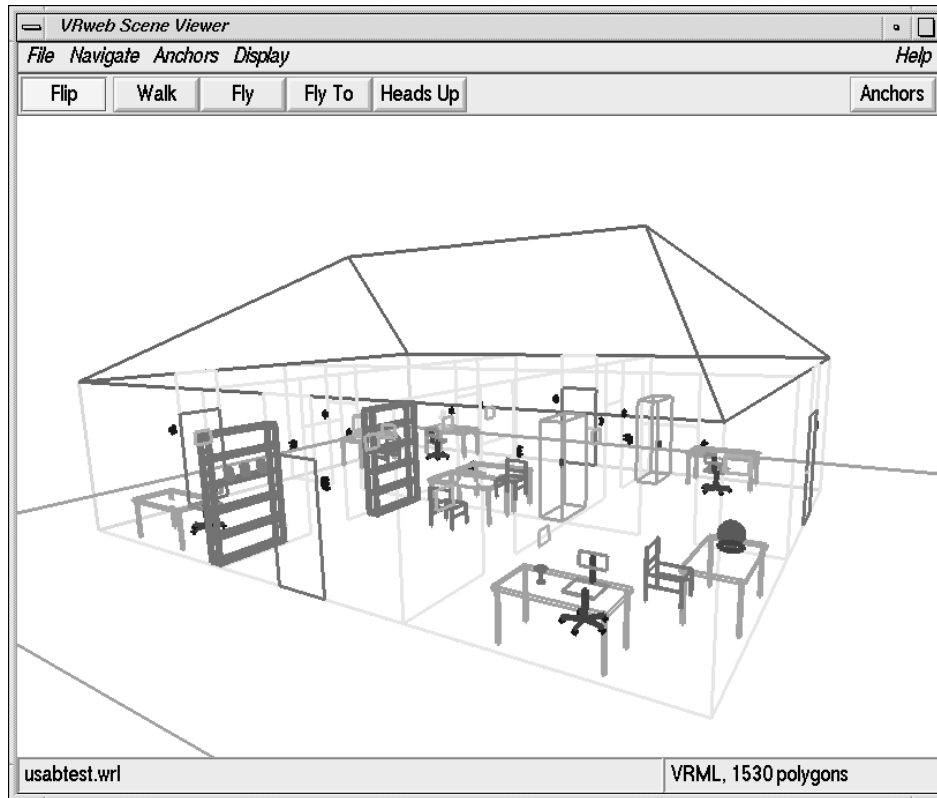 VRweb Scene Viewer
File Navigate Anchors Display Help
Flip Walk Fly Fly To Heads Up Anchors
usabtest.wrl VRML, 1530 polygons